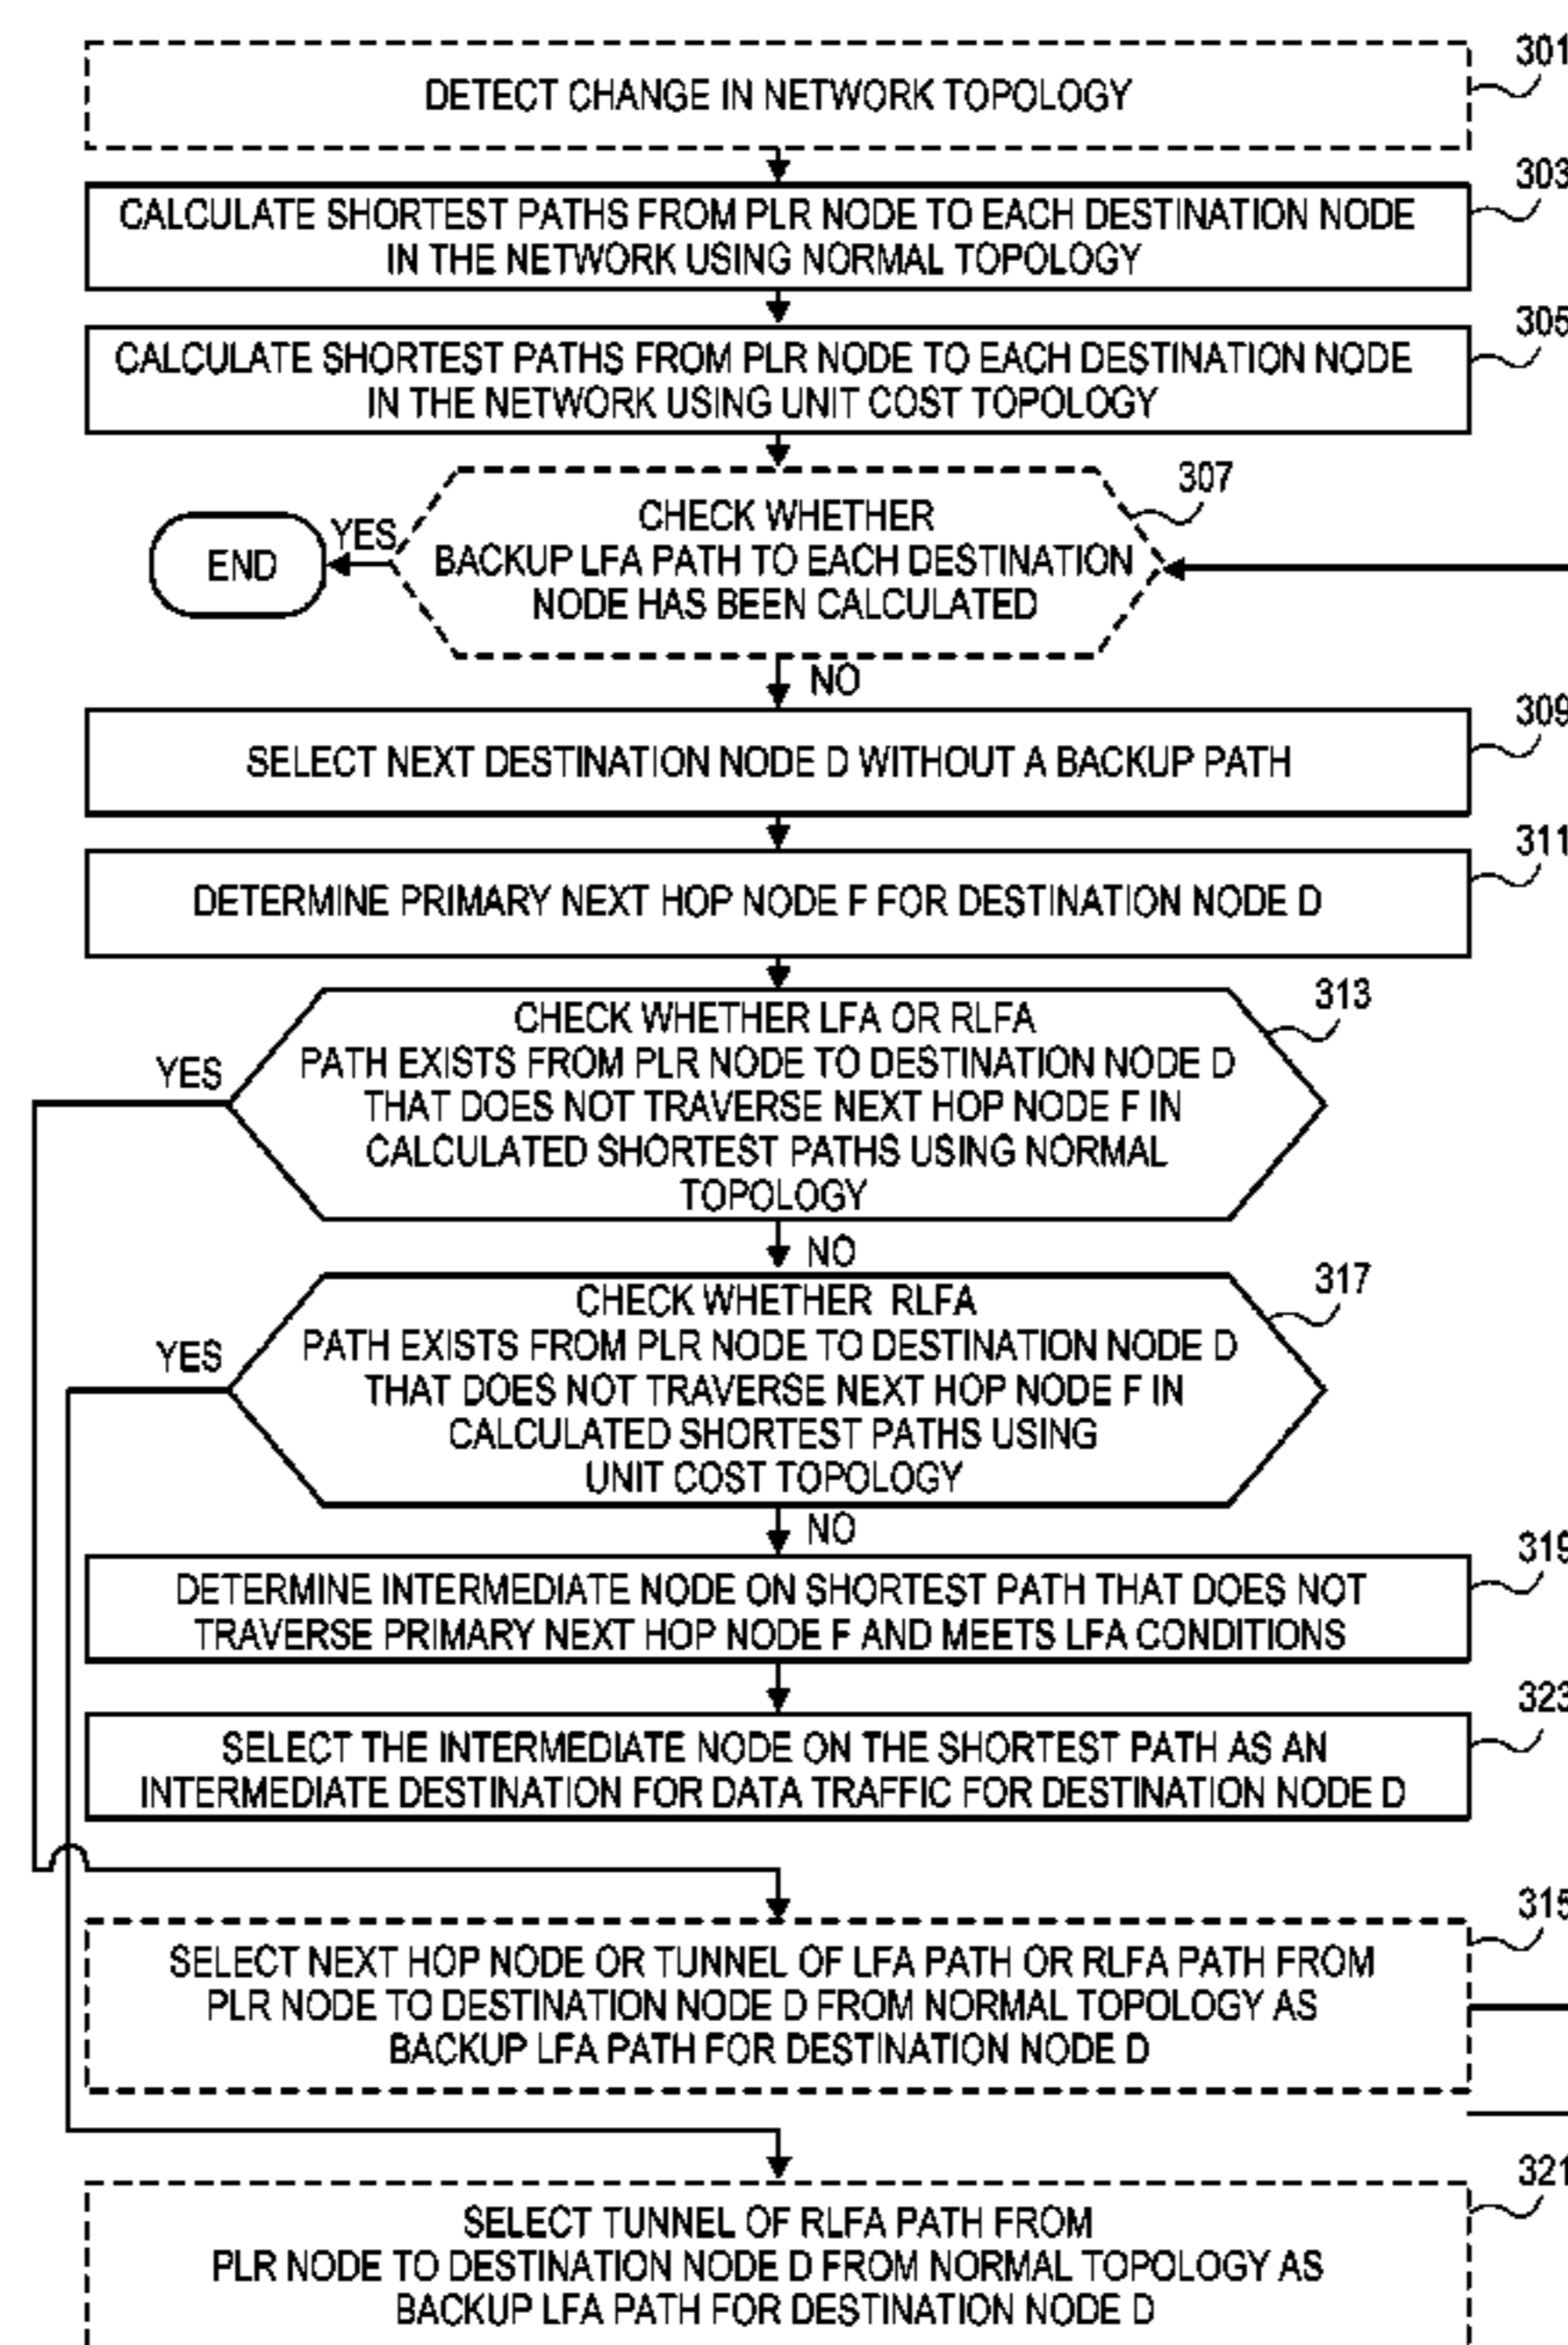 301
DETECT CHANGE IN NETWORK TOPOLOGY
303
CALCULATE SHORTEST PATHS FROM PLR NODE TO EACH DESTINATION NODE
IN THE NETWORK USING NORMAL TOPOLOGY
305
CALCULATE SHORTEST PATHS FROM PLR NODE TO EACH DESTINATION NODE
IN THE NETWORK USING UNIT COST TOPOLOGY
307
CHECK WHETHER
BACKUP LFA PATH TO EACH DESTINATION
NODE HAS BEEN CALCULATED
YES
END
NO
309
SELECT NEXT DESTINATION NODE D WITHOUT A BACKUP PATH
311
DETERMINE PRIMARY NEXT HOP NODE F FOR DESTINATION NODE D
313
CHECK WHETHER LFA OR RLFA
PATH EXISTS FROM PLR NODE TO DESTINATION NODE D
THAT DOES NOT TRAVERSE NEXT HOP NODE F IN
CALCULATED SHORTEST PATHS USING NORMAL
TOPOLOGY
YES
NO
317
CHECK WHETHER RLFA
PATH EXISTS FROM PLR NODE TO DESTINATION NODE D
THAT DOES NOT TRAVERSE NEXT HOP NODE F IN
CALCULATED SHORTEST PATHS USING
UNIT COST TOPOLOGY
YES
NO
319
DETERMINE INTERMEDIATE NODE ON SHORTEST PATH THAT DOES NOT
TRAVERSE PRIMARY NEXT HOP NODE F AND MEETS LFA CONDITIONS
323
SELECT THE INTERMEDIATE NODE ON THE SHORTEST PATH AS AN
INTERMEDIATE DESTINATION FOR DATA TRAFFIC FOR DESTINATION NODE D
315
SELECT NEXT HOP NODE OR TUNNEL OF LFA PATH OR RLFA PATH FROM
PLR NODE TO DESTINATION NODE D FROM NORMAL TOPOLOGY AS
BACKUP LFA PATH FOR DESTINATION NODE D
321
SELECT TUNNEL OF RLFA PATH FROM
PLR NODE TO DESTINATION NODE D FROM NORMAL TOPOLOGY AS
BACKUP LFA PATH FOR DESTINATION NODE D